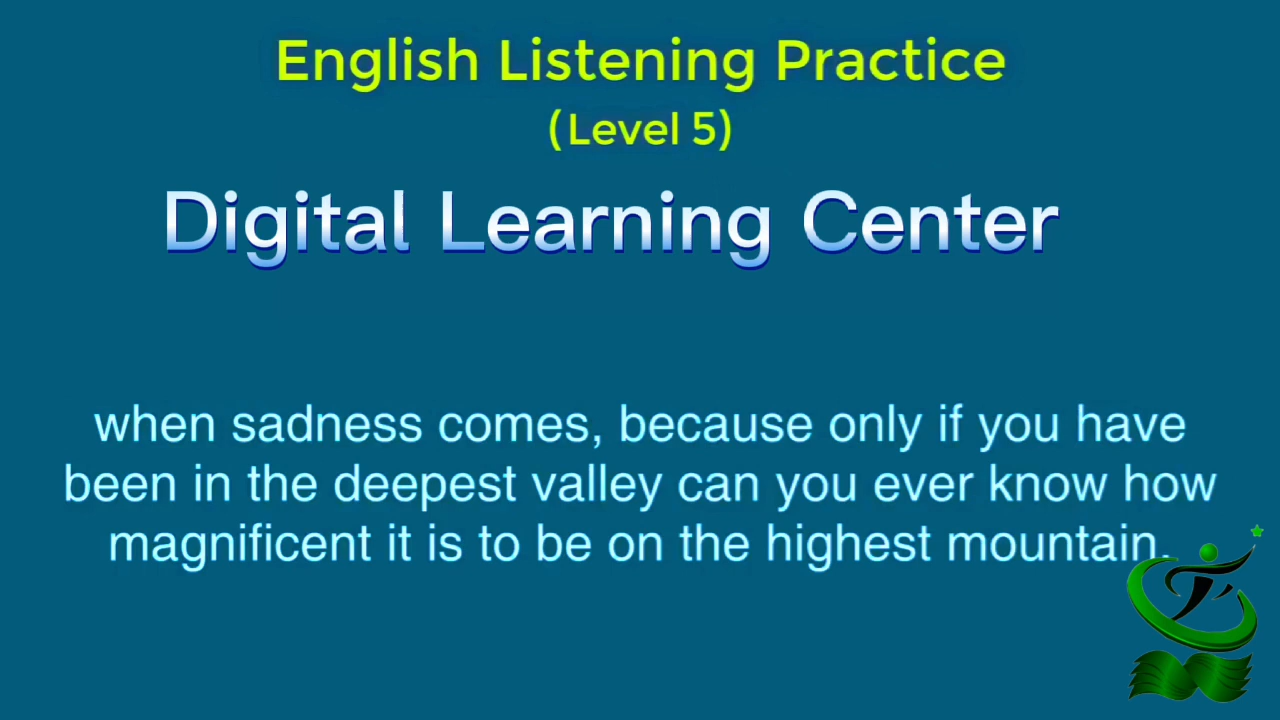 English Listening Practice
(Level 5)
Digital Learning Center
when sadness comes, because only if you have
been in the deepest valley can you ever know how
magnificent it is to be on the highest mountain.